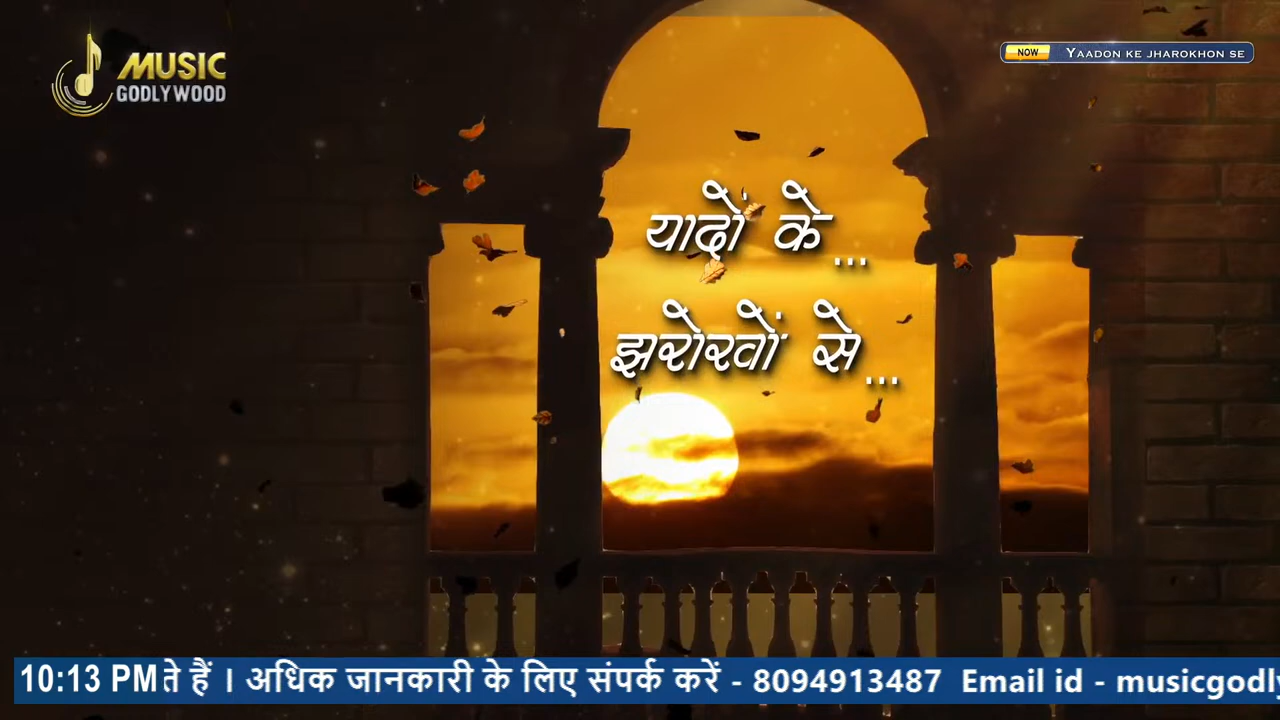 MUSIC
GODLYWOOD
NOW YAADON KE JHAROKHON SE
यादों के...
झरोखों से...
10:13 PM ते हैं । अधिक जानकारी के लिए संपर्क करें - 8094913487 Email id - musicgodly